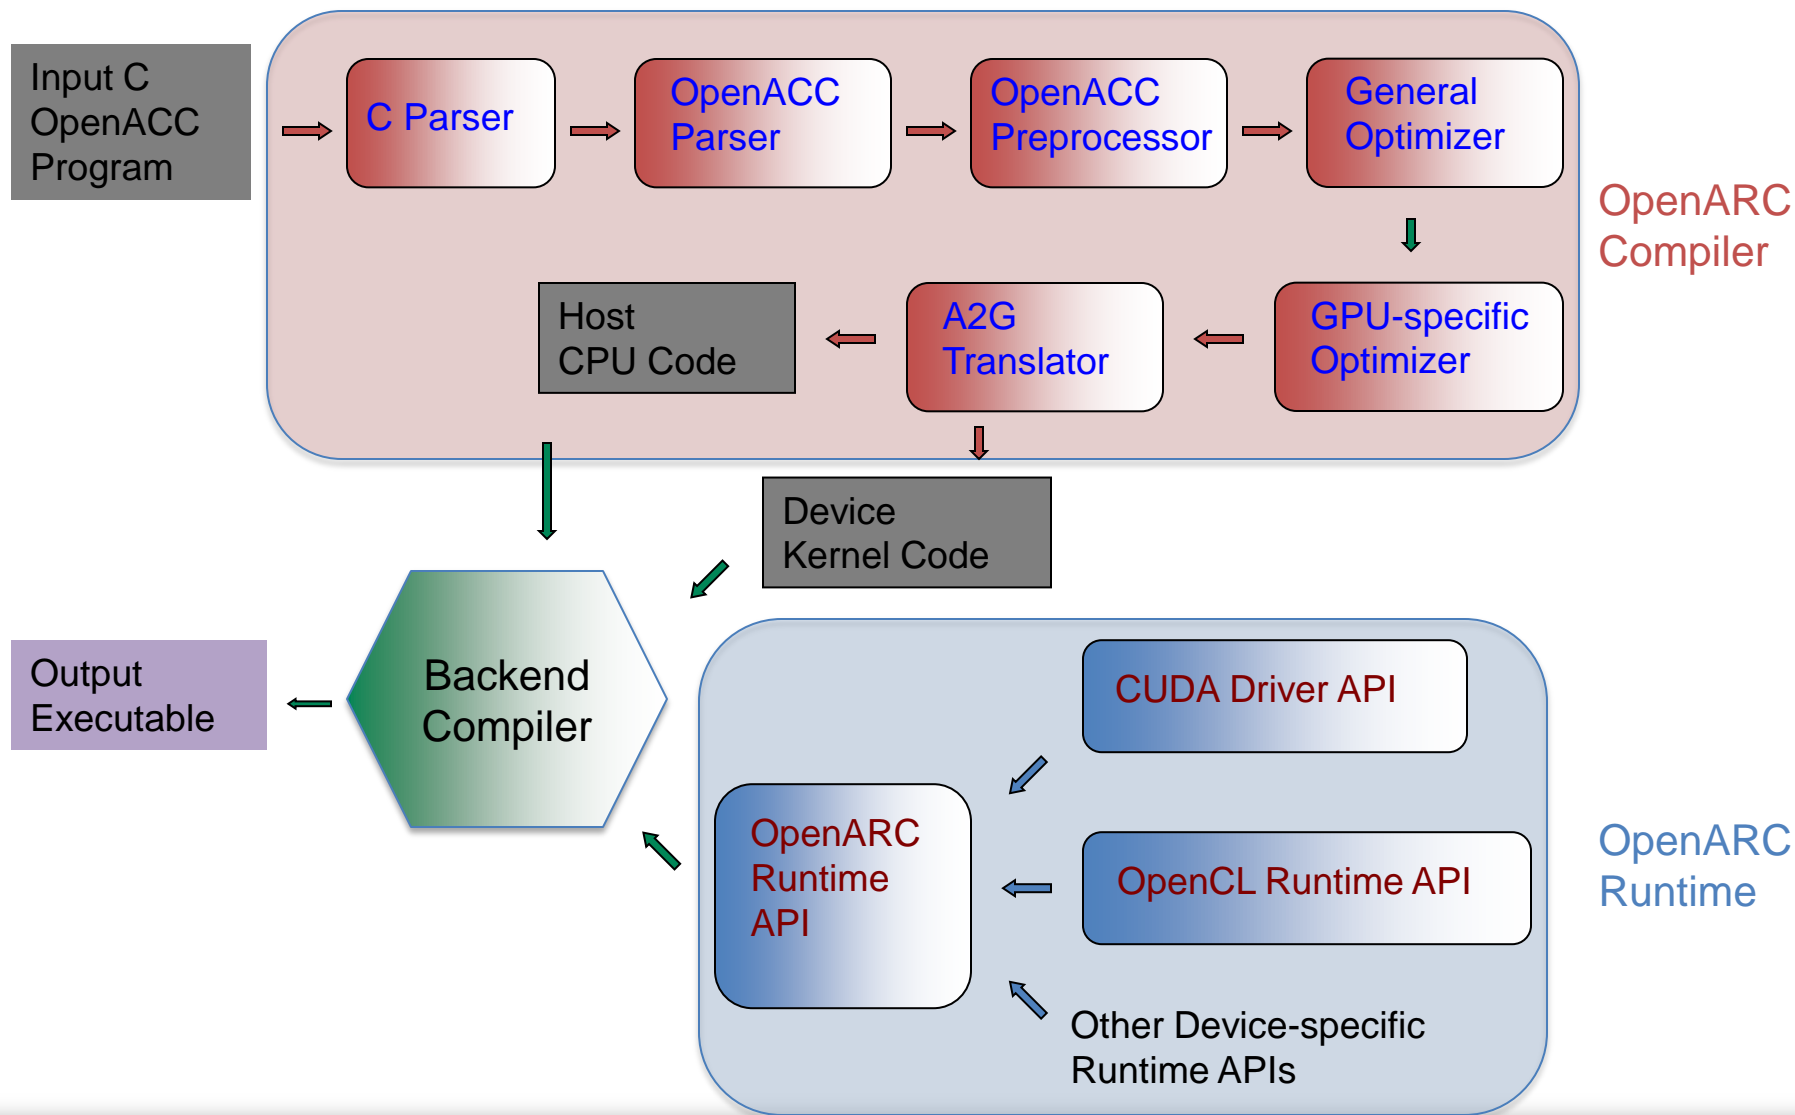 Input C
OpenACC
Program
C Parser
OpenACC
Parser
OpenACC
Preprocessor
General
Optimizer
OpenARC
Compiler
Host
CPU Code
A2G
Translator
GPU-specific
Optimizer
Device
Kernel Code
Output
Executable
Backend
Compiler
CUDA Driver API
OpenARC
Runtime
API
OpenCL Runtime API
OpenARC
Runtime
Other Device-specific
Runtime APIs